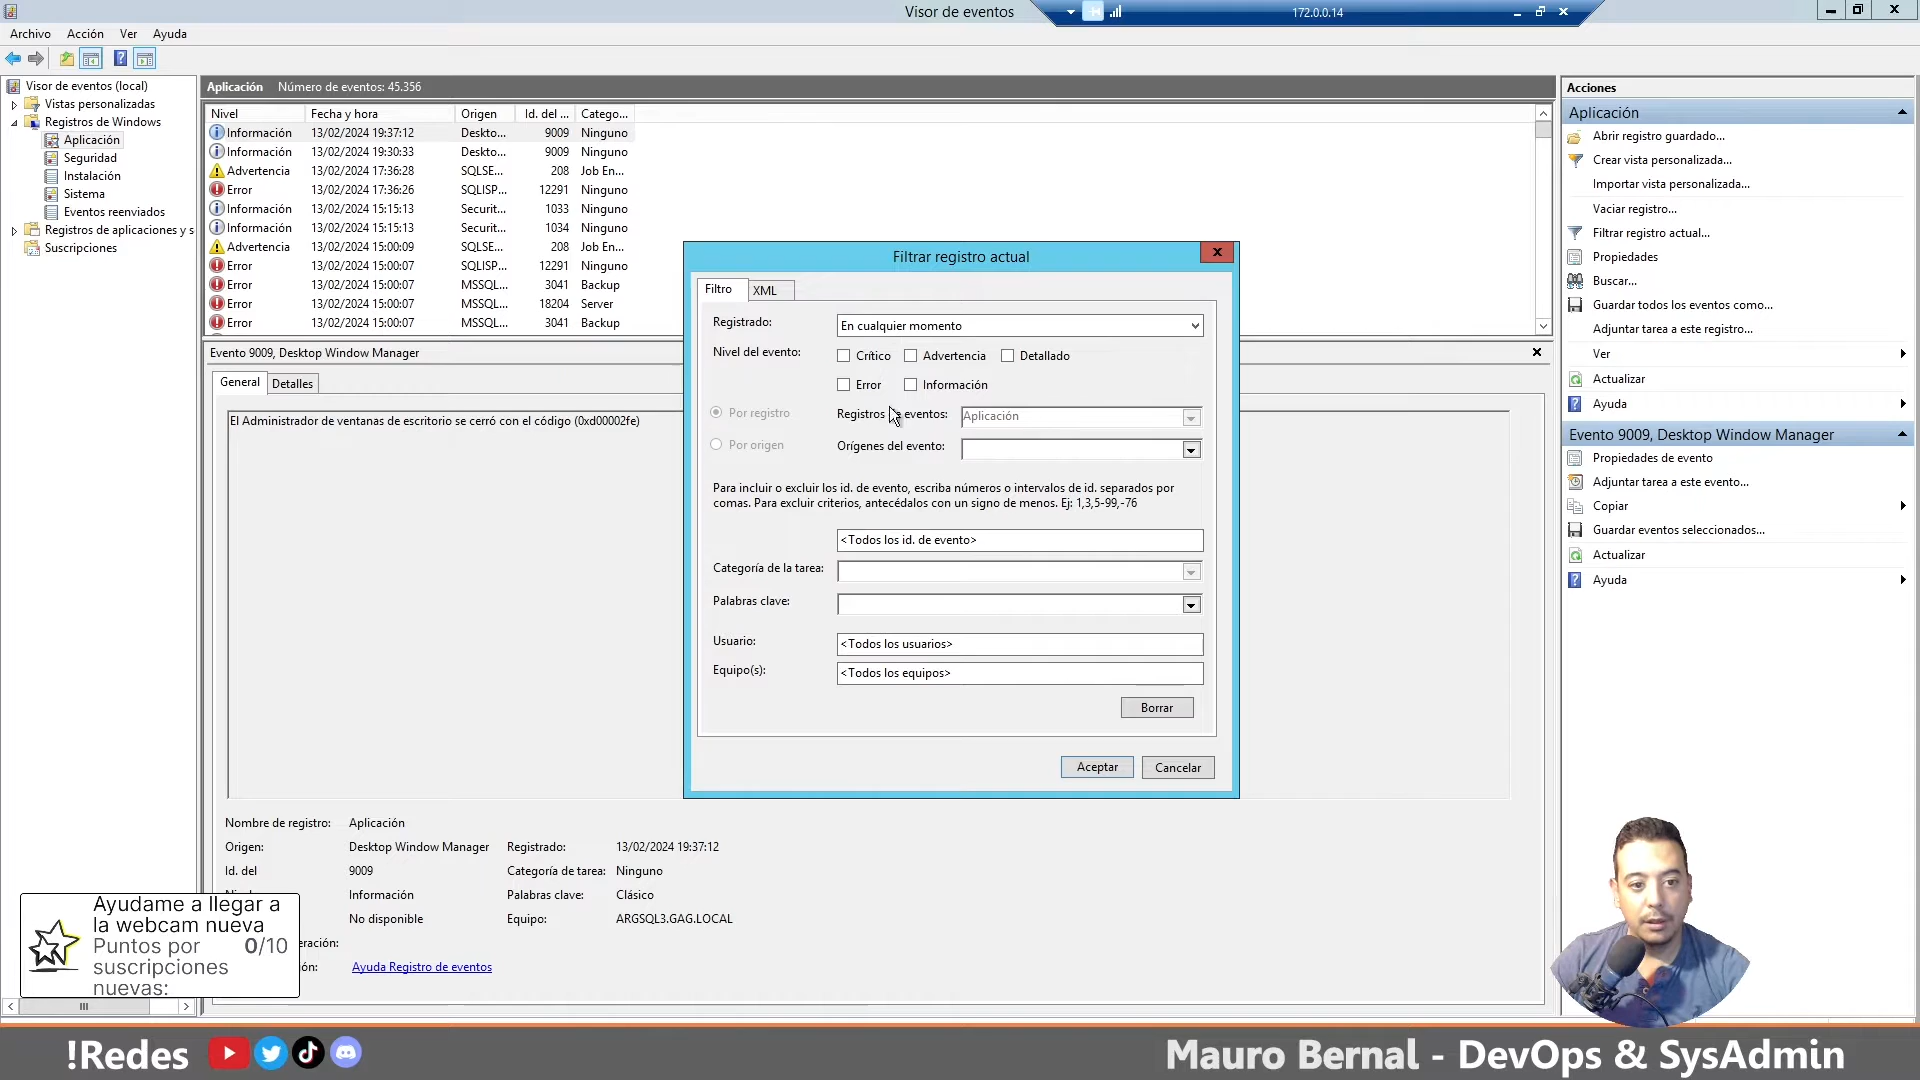 Visor de eventos
172.0.0.14
Archivo Acción Ver Ayuda
Visor de eventos (local)
Vistas personalizadas
Registros de Windows
Aplicación
Seguridad
Instalación
Sistema
Eventos reenviados
Registros de aplicaciones y s
Suscripciones
Aplicación Número de eventos: 45.356
Nivel Fecha y hora Origen Id. del ... Catego...
Información 13/02/2024 19:37:12 Deskto... 9009 Ninguno
Información 13/02/2024 19:30:33 Deskto... 9009 Ninguno
Advertencia 13/02/2024 17:36:28 SQLSE... 208 Job En...
Error 13/02/2024 17:36:26 SQLISP... 12291 Ninguno
Información 13/02/2024 15:15:13 Securit... 1033 Ninguno
Información 13/02/2024 15:15:13 Securit... 1034 Ninguno
Advertencia 13/02/2024 15:00:09 SQLSE... 208 Job En...
Error 13/02/2024 15:00:07 SQLISP... 12291 Ninguno
Error 13/02/2024 15:00:07 MSSQL... 3041 Backup
Error 13/02/2024 15:00:07 MSSQL... 18204 Server
Error 13/02/2024 15:00:07 MSSQL... 3041 Backup
Evento 9009, Desktop Window Manager
General Detalles
El Administrador de ventanas de escritorio se cerró con el código (0xd00002fe)
Nombre de registro: Aplicación
Origen: Desktop Window Manager Registrado: 13/02/2024 19:37:12
Id. del 9009 Categoría de tarea: Ninguno
Información Palabras clave: Clásico
No disponible Equipo: ARGSQL3.GAG.LOCAL
eración:
ón: Ayuda Registro de eventos
Filtrar registro actual
Filtro XML
Registrado: En cualquier momento
Nivel del evento: Crítico Advertencia Detallado
Error Información
Por registro Registros de eventos: Aplicación
Por origen Orígenes del evento:
Para incluir o excluir los id. de evento, escriba números o intervalos de id. separados por
comas. Para excluir criterios, antecédalos con un signo de menos. Ej: 1,3,5-99,-76
<Todos los id. de evento>
Categoría de la tarea:
Palabras clave:
Usuario: <Todos los usuarios>
Equipo(s): <Todos los equipos>
Borrar
Aceptar Cancelar
Acciones
Aplicación
Abrir registro guardado...
Crear vista personalizada...
Importar vista personalizada...
Vaciar registro...
Filtrar registro actual...
Propiedades
Buscar...
Guardar todos los eventos como...
Adjuntar tarea a este registro...
Ver
Actualizar
Ayuda
Evento 9009, Desktop Window Manager
Propiedades de evento
Adjuntar tarea a este evento...
Copiar
Guardar eventos seleccionados...
Actualizar
Ayuda
Ayudame a llegar a
la webcam nueva
Puntos por 0/10
suscripciones
nuevas:
!Redes
Mauro Bernal - DevOps & SysAdmin